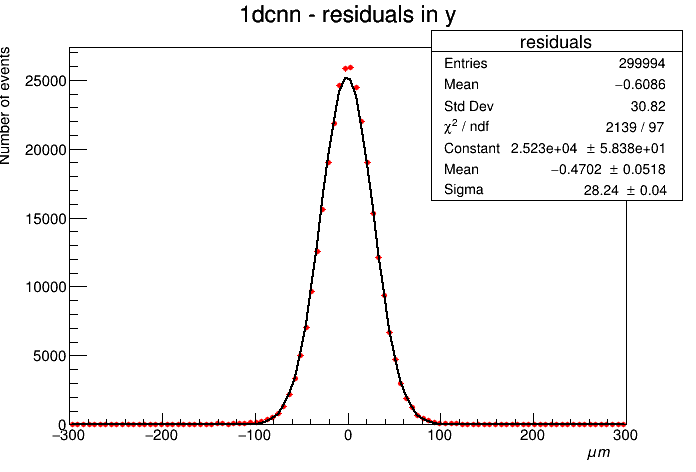 1dcnn - residuals in y
residuals
Entries 299994
Mean −0.6086
Std Dev 30.82
χ² / ndf 2139 / 97
Constant 2.523e+04 ± 5.838e+01
Mean −0.4702 ± 0.0518
Sigma 28.24 ± 0.04
Number of events
25000
20000
15000
10000
5000
0
−300 −200 −100 0 100 200 300
μm